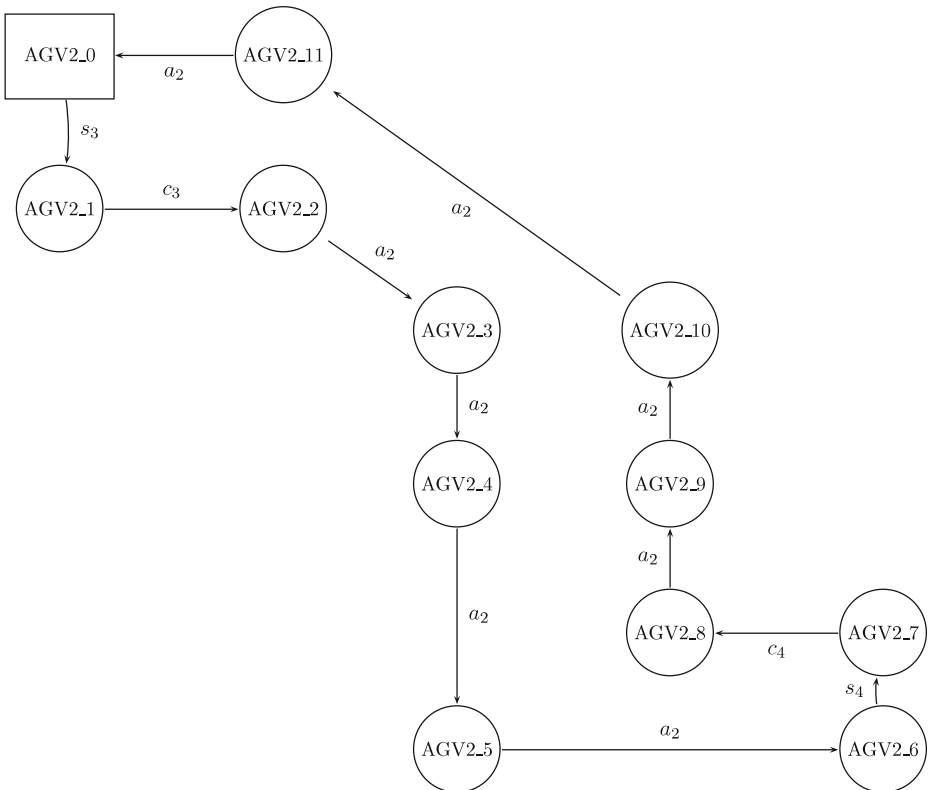 AGV2_0
AGV2_11
a₂
s₃
AGV2_1
c₃
AGV2_2
a₂
a₂
AGV2_3
AGV2_10
a₂
a₂
AGV2_4
AGV2_9
a₂
a₂
AGV2_8
AGV2_7
c₄
s₄
AGV2_5
a₂
AGV2_6